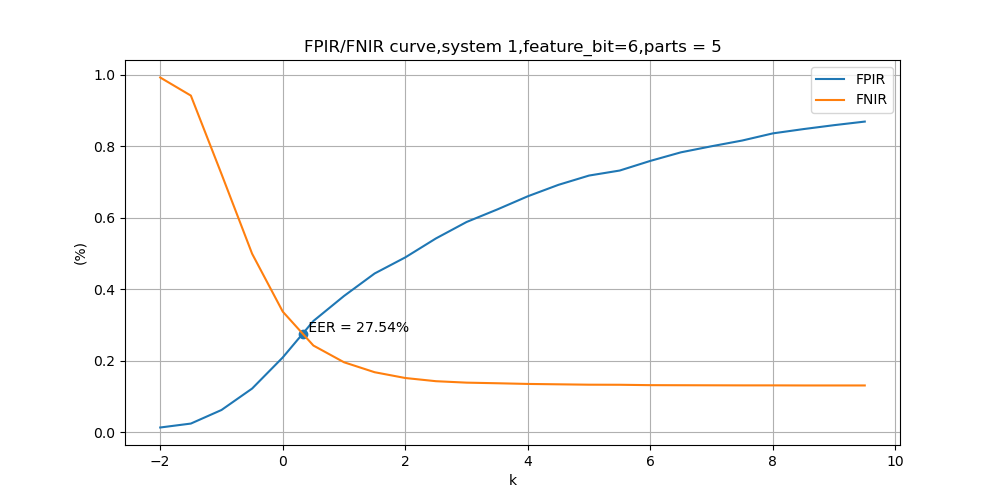 FPIR/FNIR curve,system 1,feature_bit=6,parts = 5
FPIR
FNIR
1.0
0.8
0.6
0.4
0.2
0.0
(%)
EER = 27.54%
−2
0
2
4
6
8
10
k